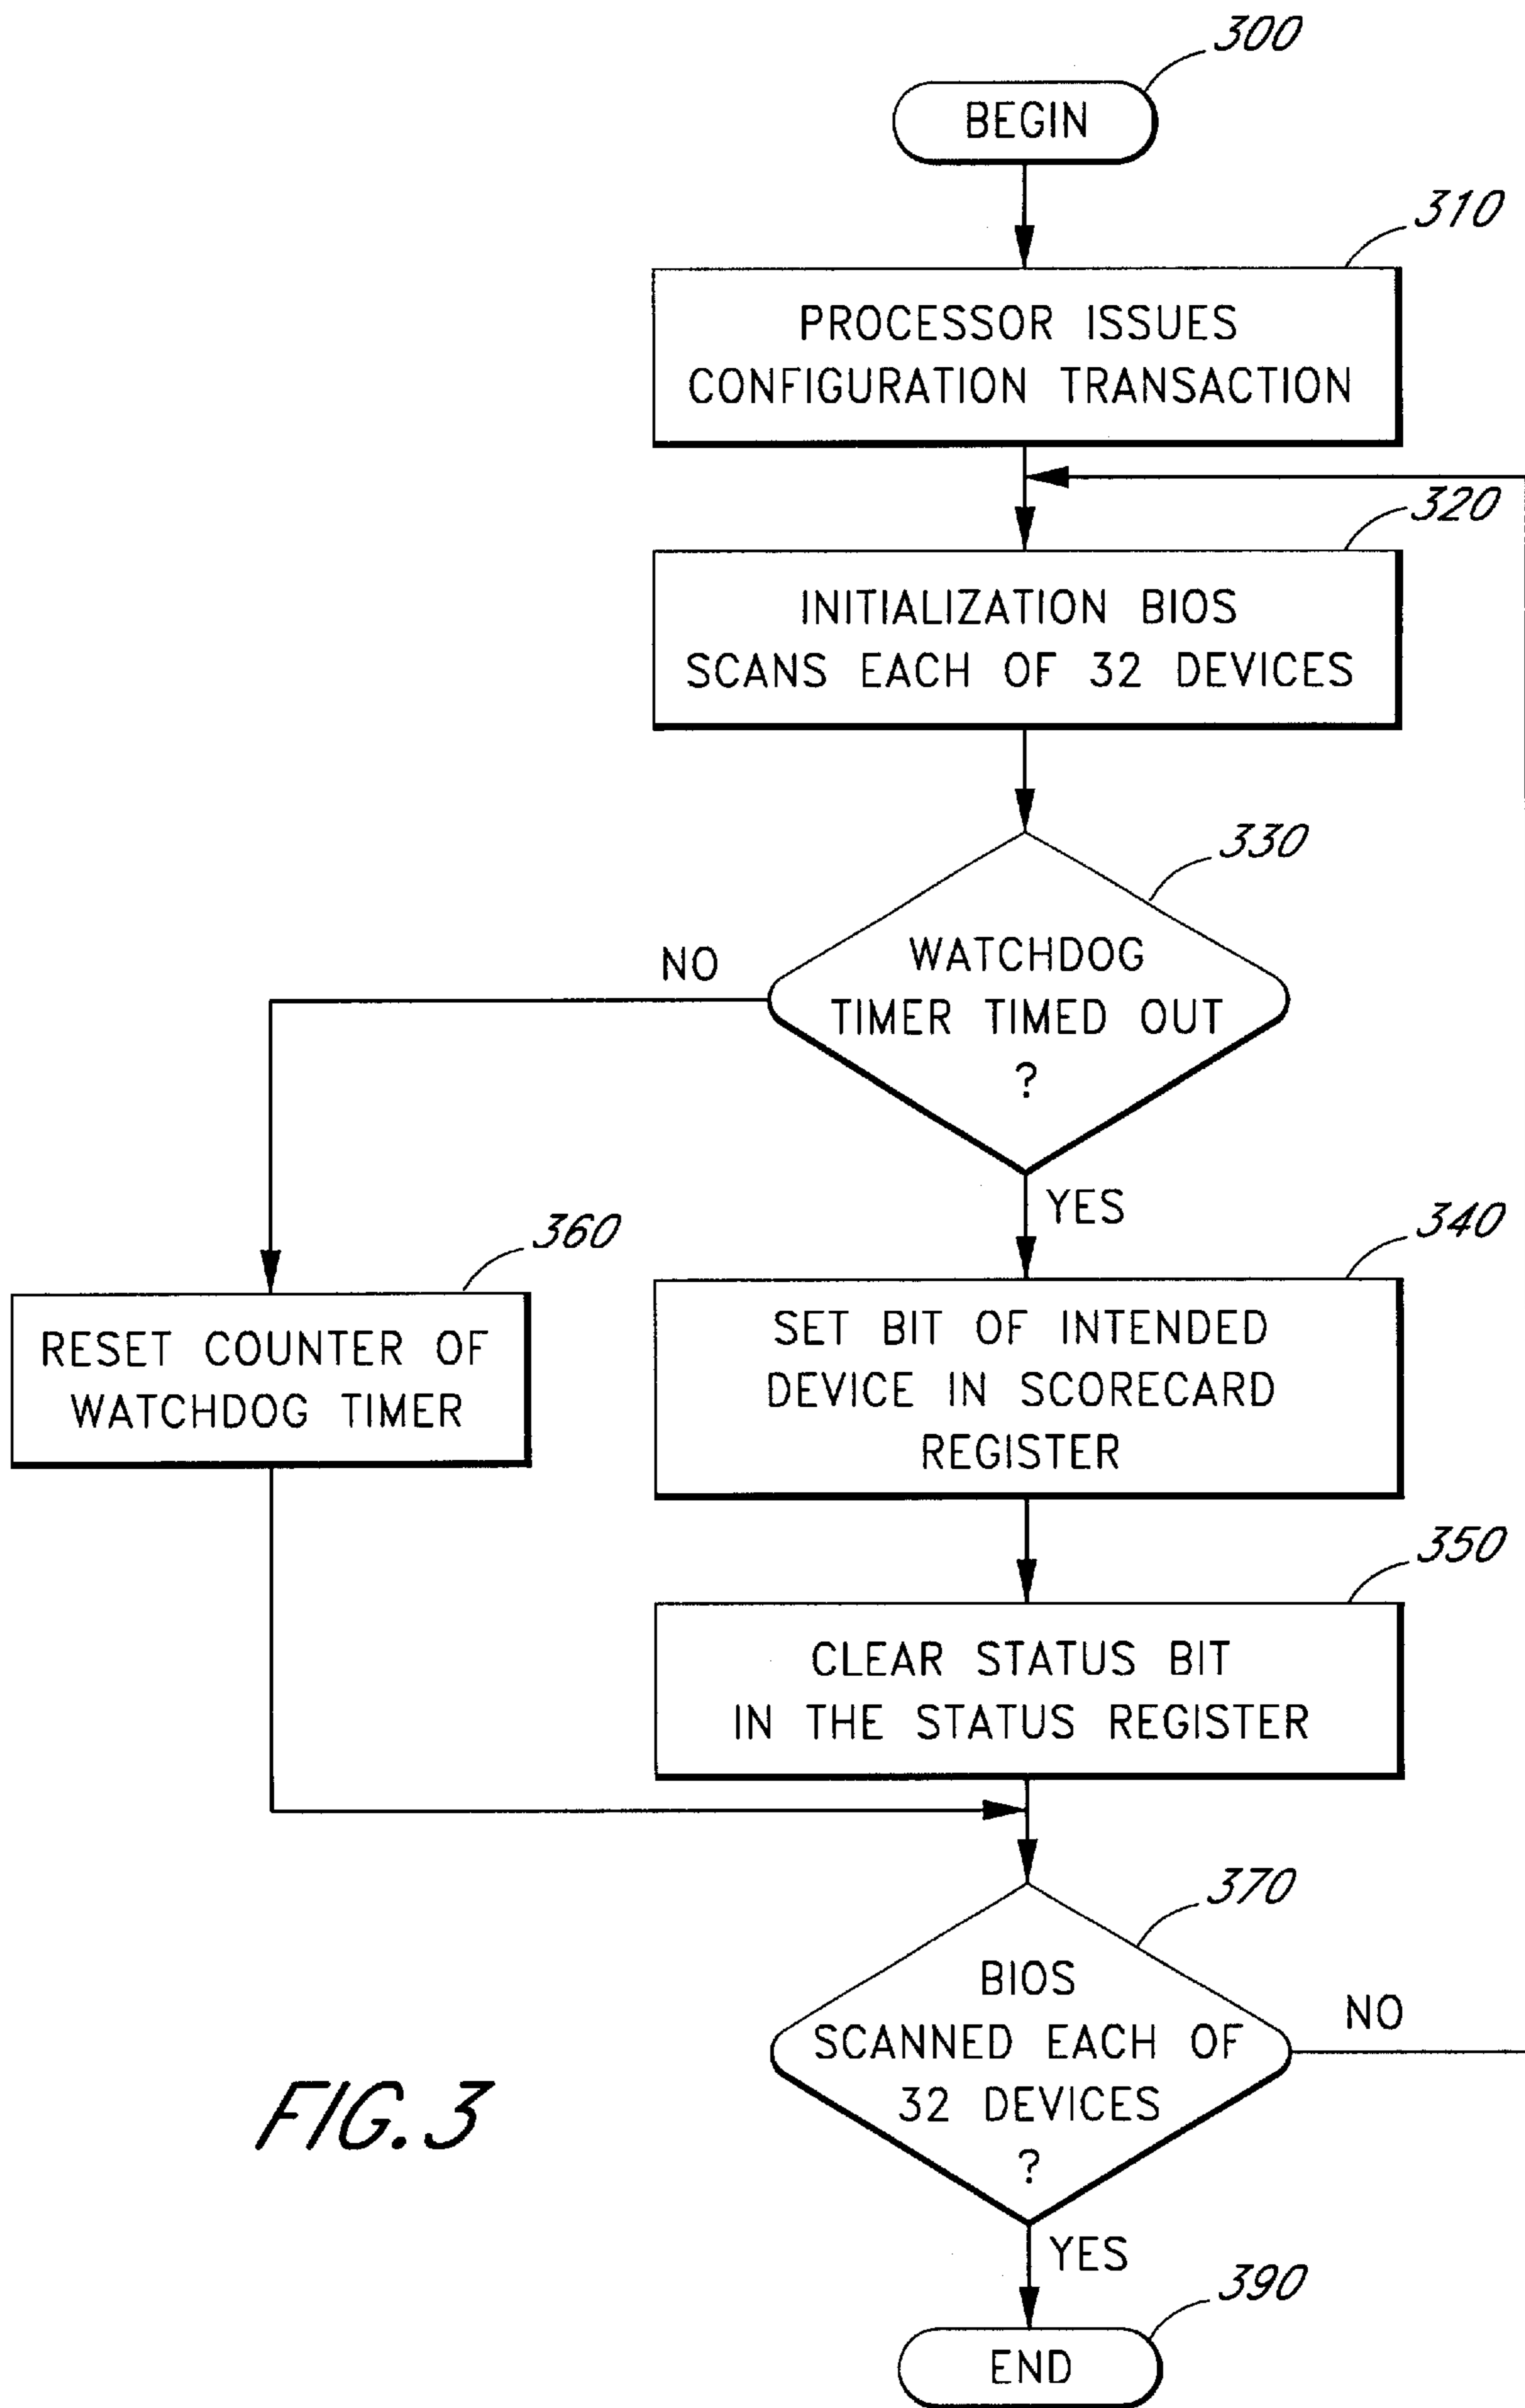 300
BEGIN
310
PROCESSOR ISSUES
CONFIGURATION TRANSACTION
320
INITIALIZATION BIOS
SCANS EACH OF 32 DEVICES
330
WATCHDOG
TIMER TIMED OUT
?
NO
YES
360
RESET COUNTER OF
WATCHDOG TIMER
340
SET BIT OF INTENDED
DEVICE IN SCORECARD
REGISTER
350
CLEAR STATUS BIT
IN THE STATUS REGISTER
370
BIOS
SCANNED EACH OF
32 DEVICES
?
NO
YES
390
END
FIG. 3